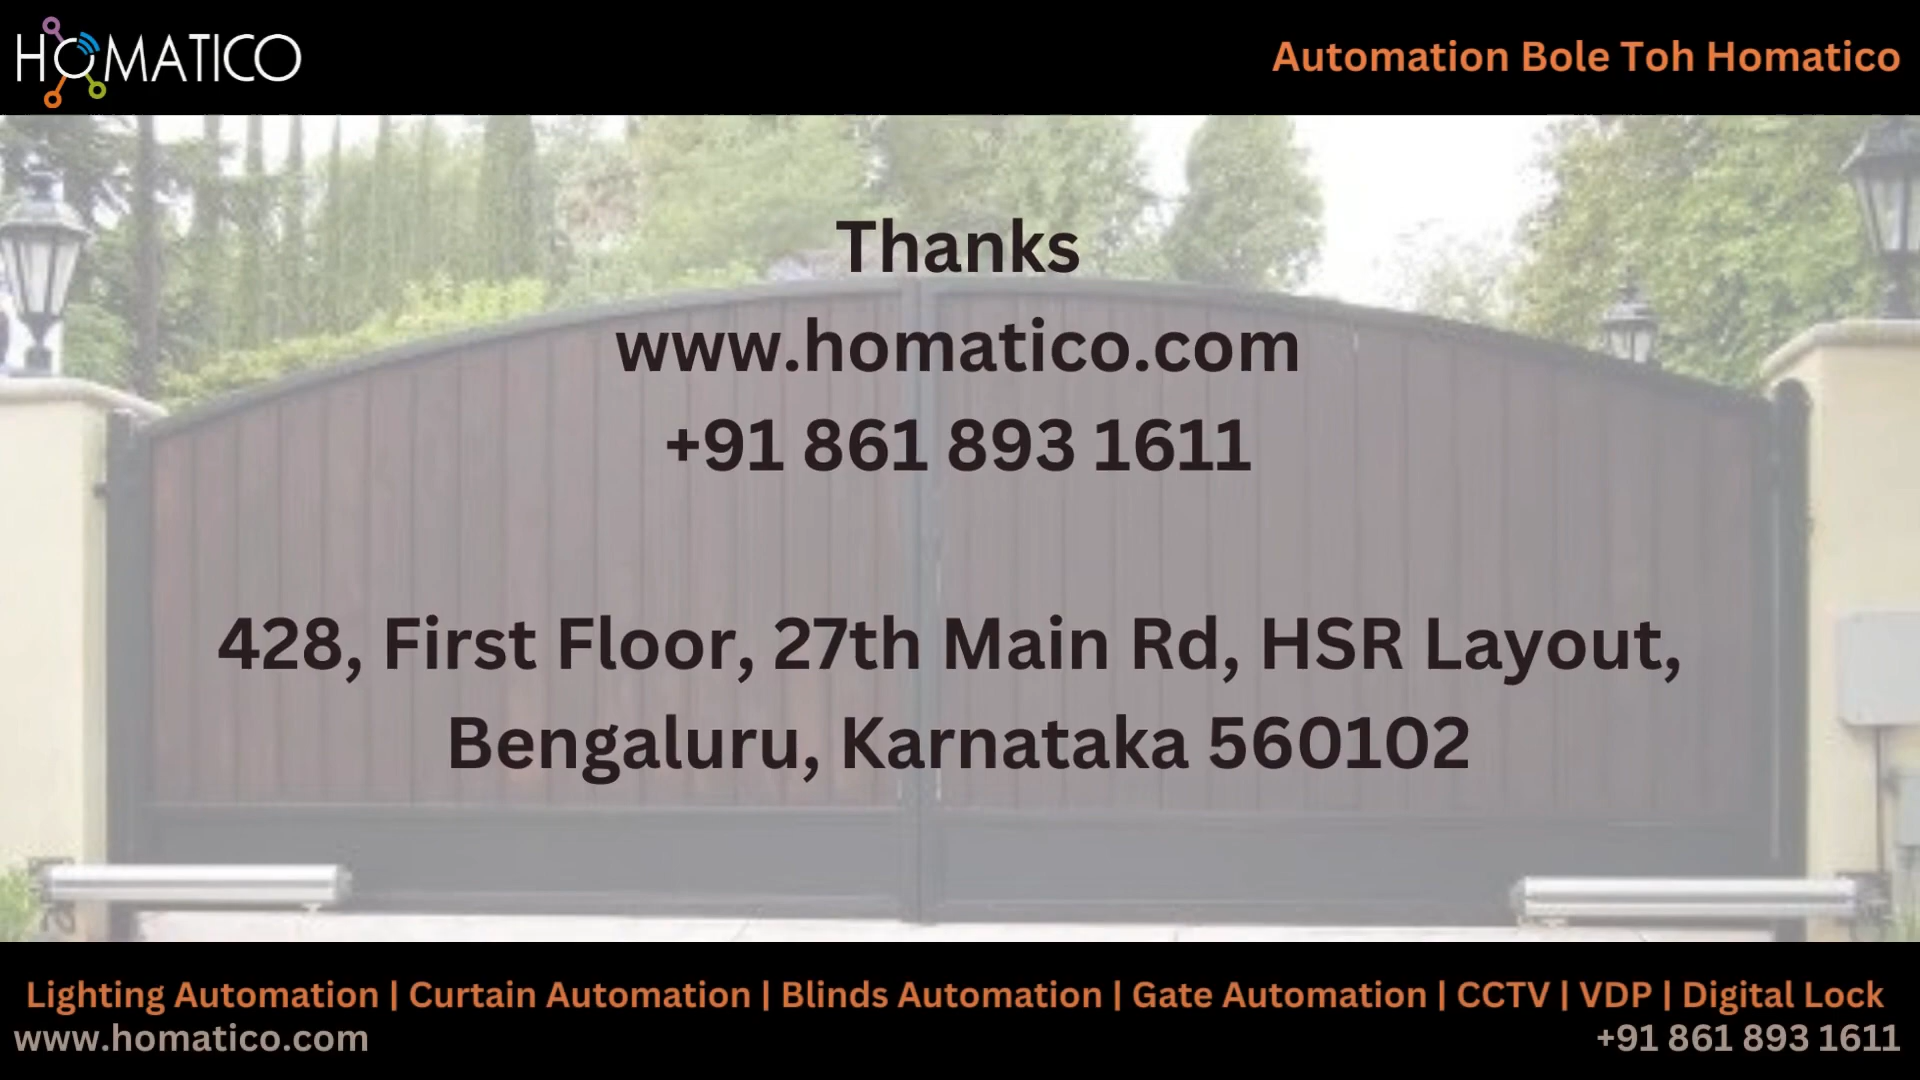 HOMATICO
Automation Bole Toh Homatico
Thanks
www.homatico.com
+91 861 893 1611
428, First Floor, 27th Main Rd, HSR Layout,
Bengaluru, Karnataka 560102
Lighting Automation | Curtain Automation | Blinds Automation | Gate Automation | CCTV | VDP | Digital Lock
www.homatico.com
+91 861 893 1611